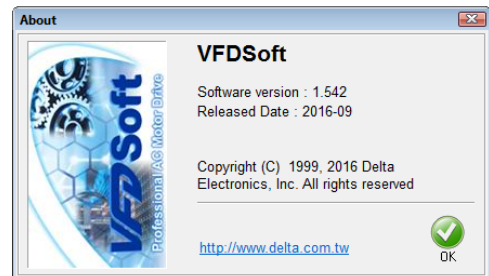 About
VFDSoft
Professional AC Motor Drive
VFDSoft
Software version : 1.542
Released Date : 2016-09
Copyright (C) 1999, 2016 Delta
Electronics, Inc. All rights reserved
http://www.delta.com.tw
OK